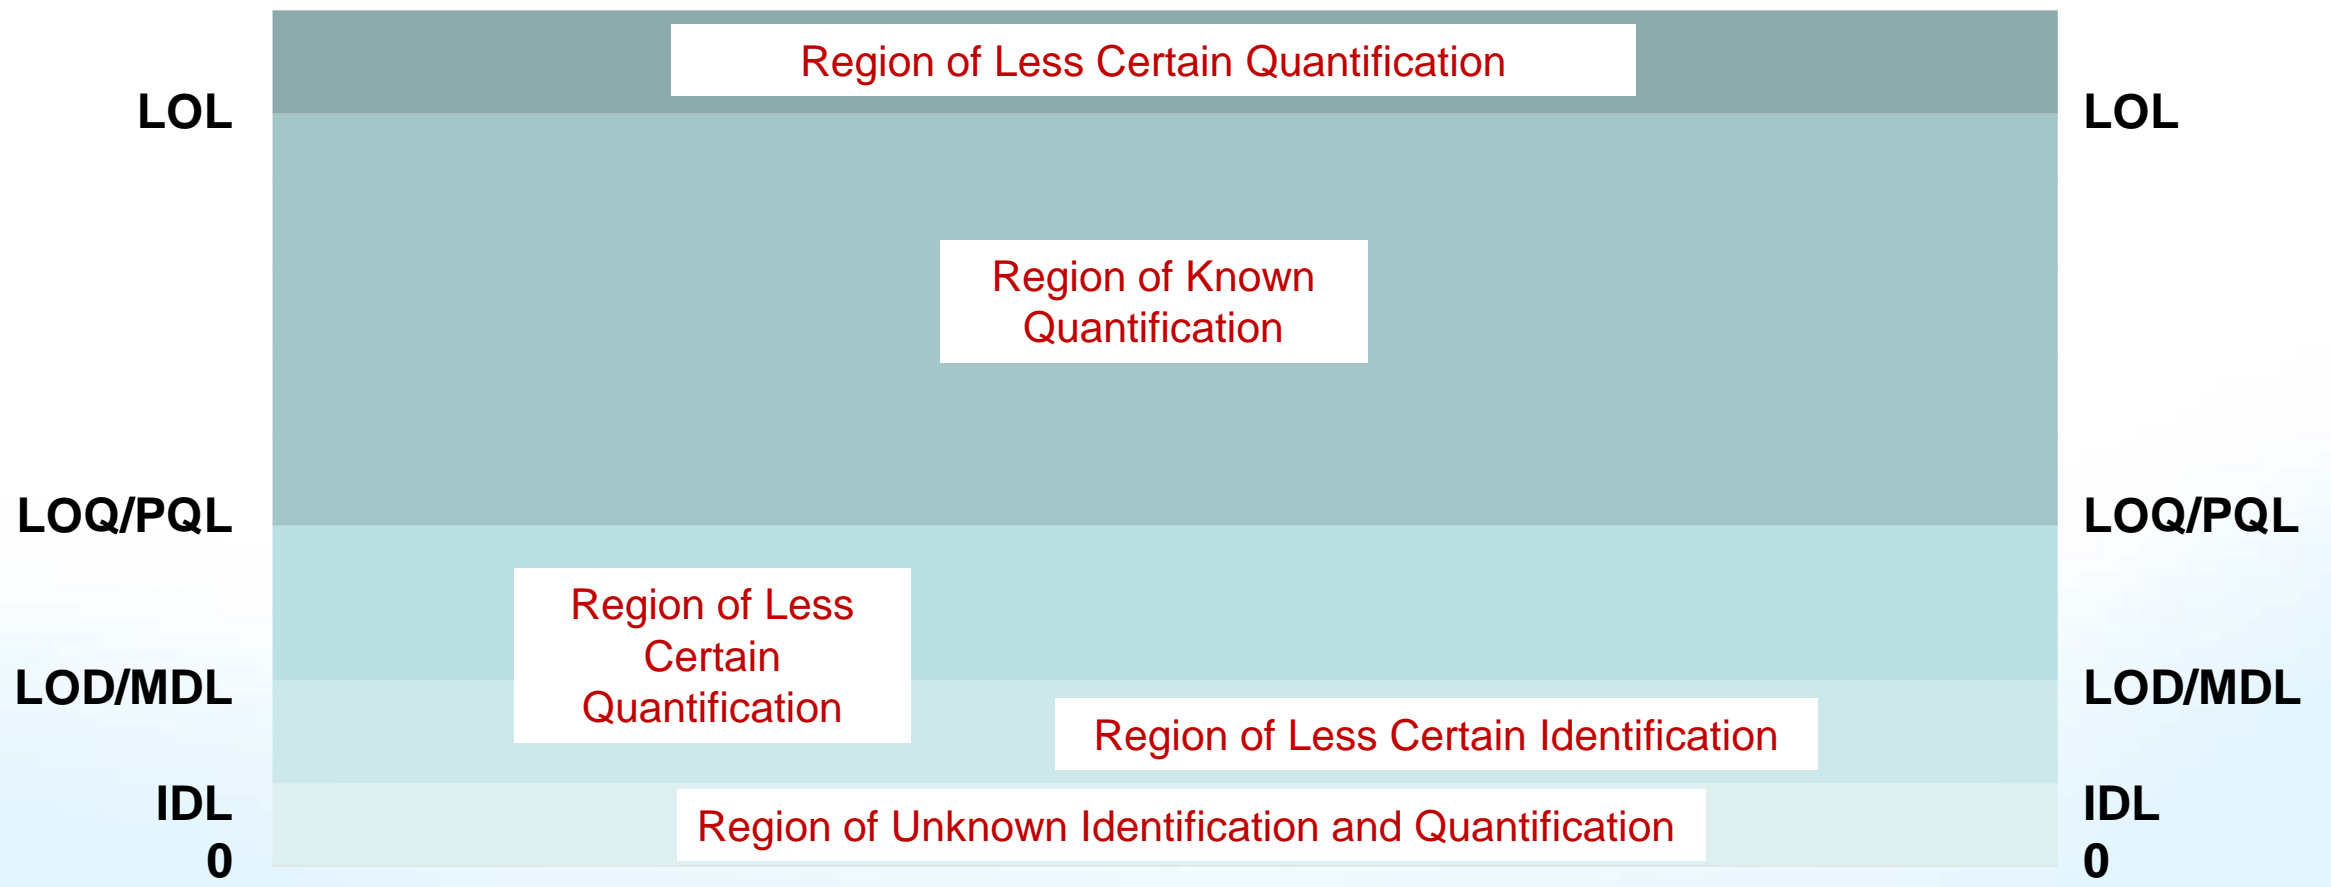 Region of Less Certain Quantification
LOL
LOL
Region of Known
Quantification
LOQ/PQL
LOQ/PQL
Region of Less
Certain
Quantification
LOD/MDL
LOD/MDL
Region of Less Certain Identification
IDL
IDL
Region of Unknown Identification and Quantification
0
0